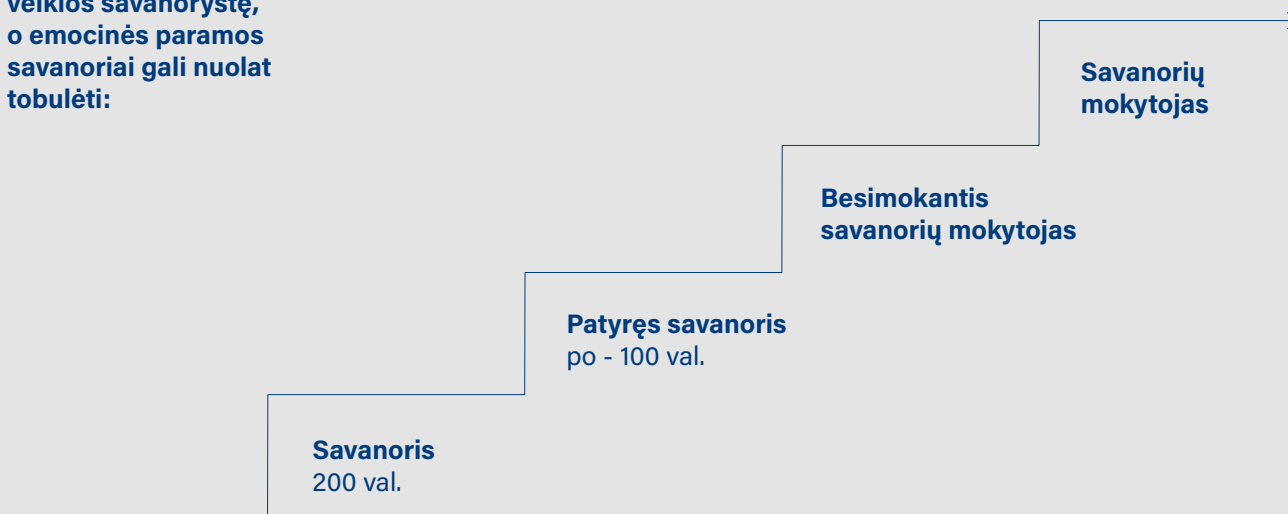 veiklos savanorystę,
o emocinės paramos
savanoriai gali nuolat
tobulėti:
Savanorių
mokytojas
Besimokantis
savanorių mokytojas
Patyręs savanoris
po - 100 val.
Savanoris
200 val.